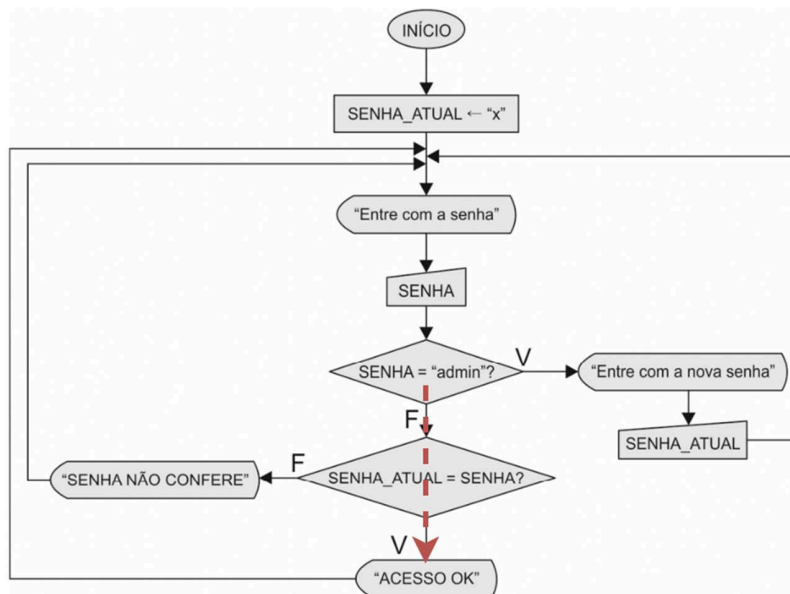 INÍCIO
SENHA_ATUAL ← “x”
“Entre com a senha”
SENHA
SENHA = “admin”?
V
“Entre com a nova senha”
F
SENHA_ATUAL
SENHA_ATUAL = SENHA?
F
“SENHA NÃO CONFERE”
V
“ACESSO OK”